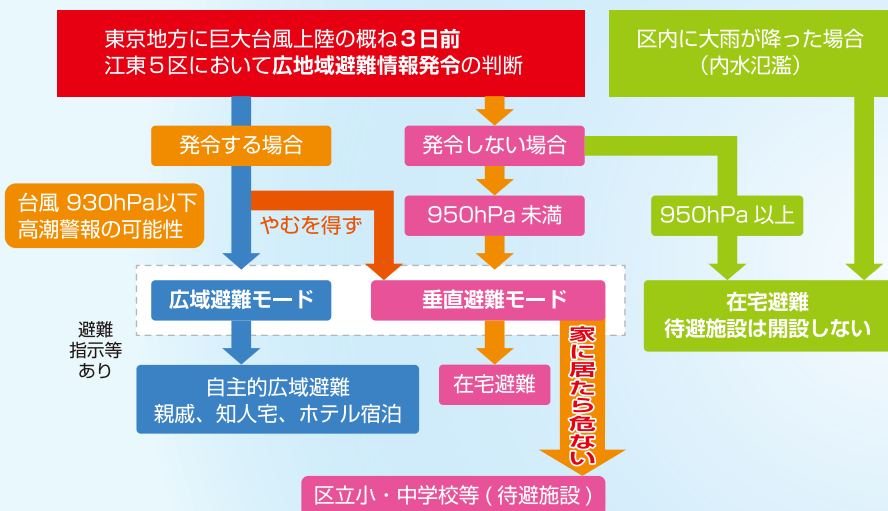 東京地方に巨大台風上陸の概ね3日前
江東5区において広地域避難情報発令の判断
区内に大雨が降った場合
（内水氾濫）
発令する場合
発令しない場合
台風 930hPa以下
高潮警報の可能性
やむを得ず
950hPa 未満
950hPa 以上
広域避難モード
垂直避難モード
在宅避難
待避施設は開設しない
避難
指示等
あり
家に居たら危ない
自主的広域避難
親戚、知人宅、ホテル宿泊
在宅避難
区立小・中学校等 ( 待避施設 )